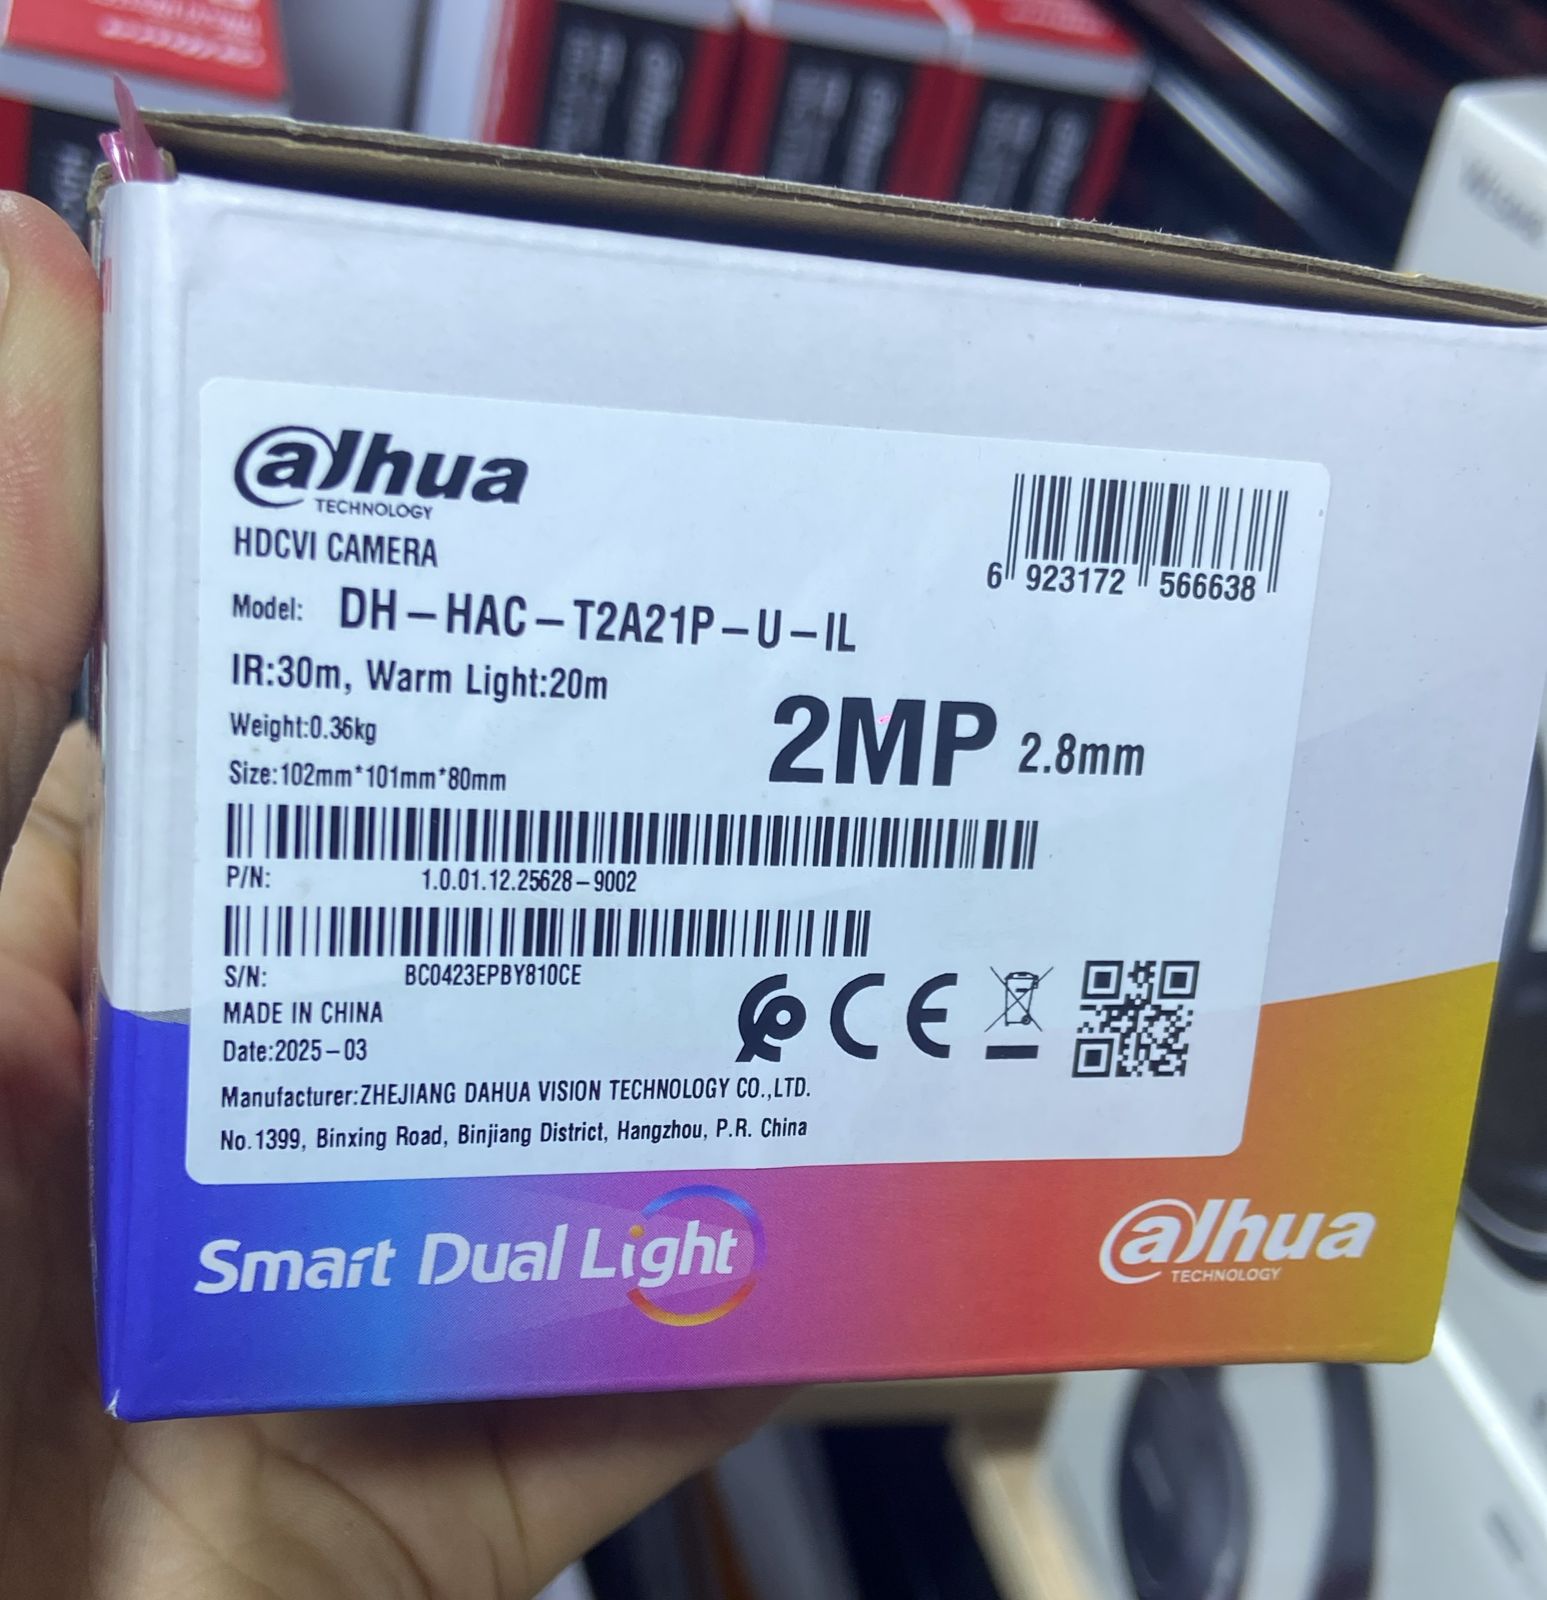 alhua
TECHNOLOGY
HDCVI CAMERA
6 923172 566638
Model: DH-HAC-T2A21P-U-IL
IR:30m, Warm Light:20m
2MP 2.8mm
Weight:0.36kg
Size:102mm*101mm*80mm
P/N: 1.0.01.12.25628-9002
S/N: BC0423EPBY810CE
MADE IN CHINA
CE
Date:2025-03
Manufacturer:ZHEJIANG DAHUA VISION TECHNOLOGY CO.,LTD.
No.1399, Binxing Road, Binjiang District, Hangzhou, P.R. China
Smart Dual Light
alhua
TECHNOLOGY